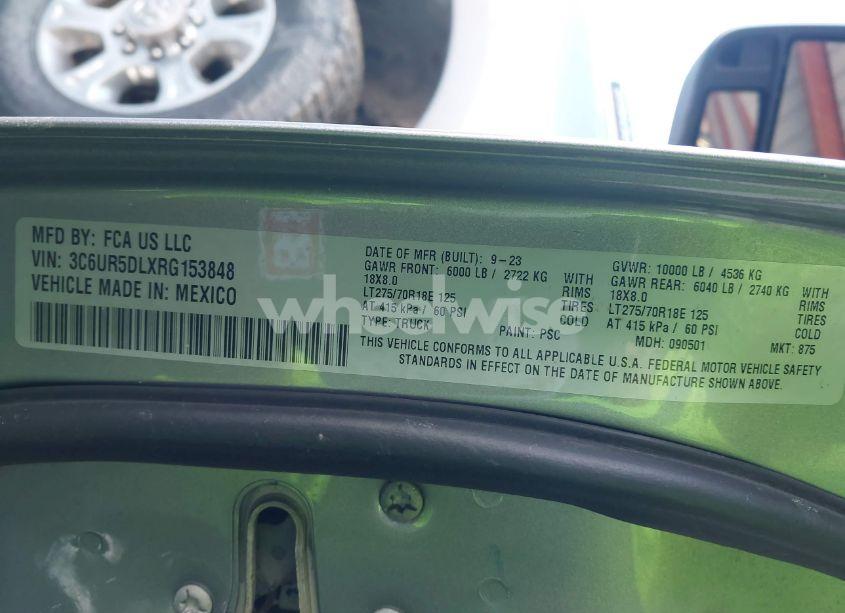 MFD BY: FCA US LLC
VIN: 3C6UR5DLXRG153848
VEHICLE MADE IN: MEXICO
DATE OF MFR (BUILT): 9-23
GAWR FRONT: 6000 LB / 2722 KG WITH
18X8.0 RIMS
LT275/70R18E 125 TIRES
AT 415 kPa / 60 PSI COLD
TYPE: TRUCK PAINT: PSC
GVWR: 10000 LB / 4536 KG
GAWR REAR: 6040 LB / 2740 KG WITH
18X8.0 RIMS
LT275/70R18E 125 TIRES
AT 415 kPa / 60 PSI COLD
MDH: 090501 MKT: 875
THIS VEHICLE CONFORMS TO ALL APPLICABLE U.S.A. FEDERAL MOTOR VEHICLE SAFETY
STANDARDS IN EFFECT ON THE DATE OF MANUFACTURE SHOWN ABOVE.
wheelwise